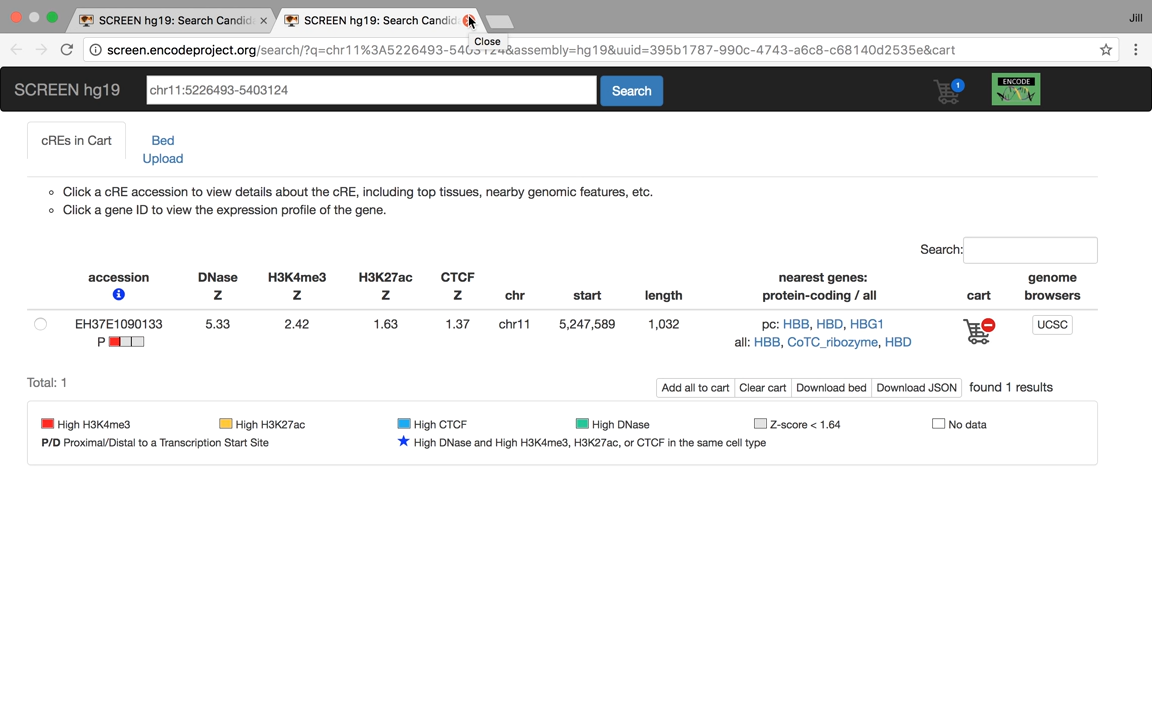 SCREEN hg19: Search Candid
SCREEN hg19: Search Candid
Jill
Close
screen.encodeproject.org/search/?q=chr11%3A5226493-5403124&assembly=hg19&uuid=395b1787-990c-4743-a6c8-c68140d2535e&cart
SCREEN hg19
chr11:5226493-5403124
Search
1
ENCODE
cREs in Cart
Bed
Upload
Click a cRE accession to view details about the cRE, including top tissues, nearby genomic features, etc.
Click a gene ID to view the expression profile of the gene.
Search:
accession DNase H3K4me3 H3K27ac CTCF nearest genes: genome
Z Z Z Z chr start length protein-coding / all cart browsers
EH37E1090133 5.33 2.42 1.63 1.37 chr11 5,247,589 1,032 pc: HBB, HBD, HBG1 UCSC
P all: HBB, CoTC_ribozyme, HBD
Total: 1
Add all to cart Clear cart Download bed Download JSON found 1 results
High H3K4me3 High H3K27ac High CTCF High DNase Z-score < 1.64 No data
P/D Proximal/Distal to a Transcription Start Site High DNase and High H3K4me3, H3K27ac, or CTCF in the same cell type